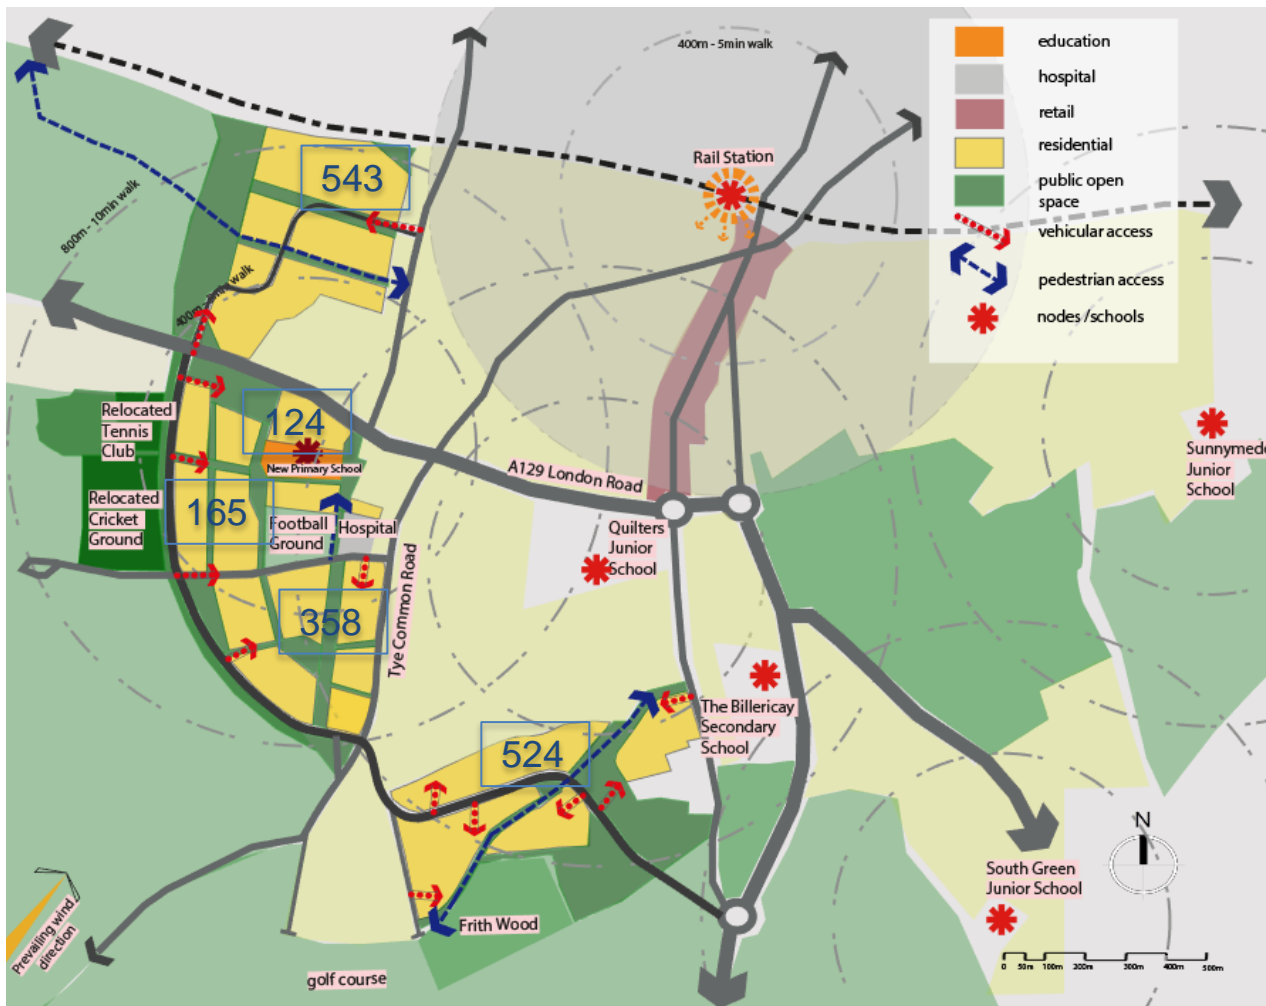 400m - 5min walk
education
hospital
retail
residential
public open
space
vehicular access
pedestrian access
nodes /schools
Rail Station
543
800m - 10min walk
400m - 5min walk
Relocated
Tennis
Club
124
New Primary School
A129 London Road
Sunnymede
Junior
School
Relocated
Cricket
Ground
165
Football
Ground
Hospital
Quilters
Junior
School
358
Tye Common Road
524
The Billericay
Secondary
School
N
South Green
Junior School
Prevailing wind
direction
Frith Wood
golf course
0 50m 100m 200m 300m 400m 500m